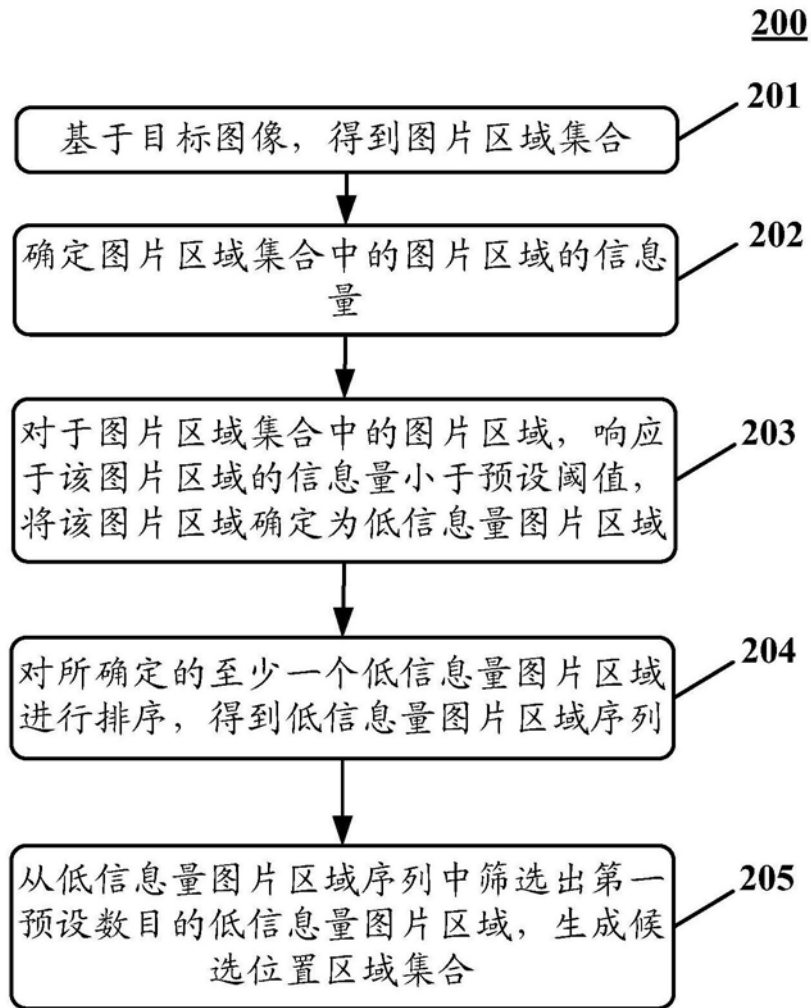 200
201
基于目标图像，得到图片区域集合
202
确定图片区域集合中的图片区域的信息
量
203
对于图片区域集合中的图片区域，响应
于该图片区域的信息量小于预设阈值，
将该图片区域确定为低信息量图片区域
204
对所确定的至少一个低信息量图片区域
进行排序，得到低信息量图片区域序列
205
从低信息量图片区域序列中筛选出第一
预设数目的低信息量图片区域，生成候
选位置区域集合